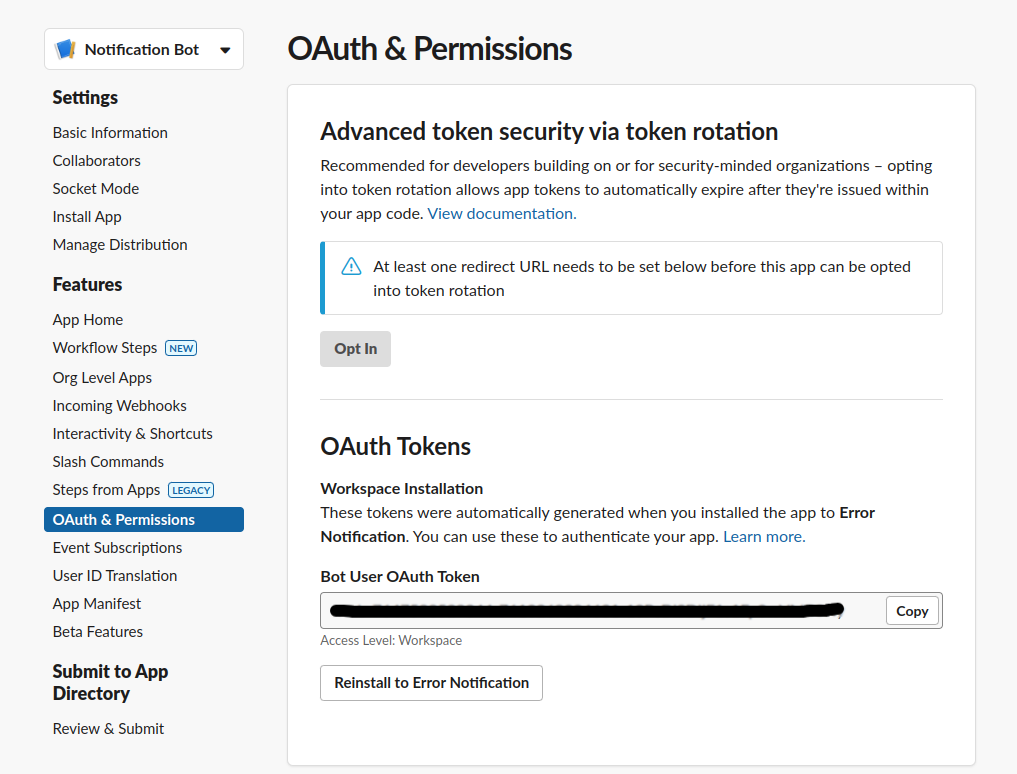 Notification Bot
Settings
Basic Information
Collaborators
Socket Mode
Install App
Manage Distribution
Features
App Home
Workflow Steps NEW
Org Level Apps
Incoming Webhooks
Interactivity & Shortcuts
Slash Commands
Steps from Apps LEGACY
OAuth & Permissions
Event Subscriptions
User ID Translation
App Manifest
Beta Features
Submit to App
Directory
Review & Submit
OAuth & Permissions
Advanced token security via token rotation
Recommended for developers building on or for security-minded organizations – opting
into token rotation allows app tokens to automatically expire after they're issued within
your app code. View documentation.
At least one redirect URL needs to be set below before this app can be opted
into token rotation
Opt In
OAuth Tokens
Workspace Installation
These tokens were automatically generated when you installed the app to Error
Notification. You can use these to authenticate your app. Learn more.
Bot User OAuth Token
Copy
Access Level: Workspace
Reinstall to Error Notification